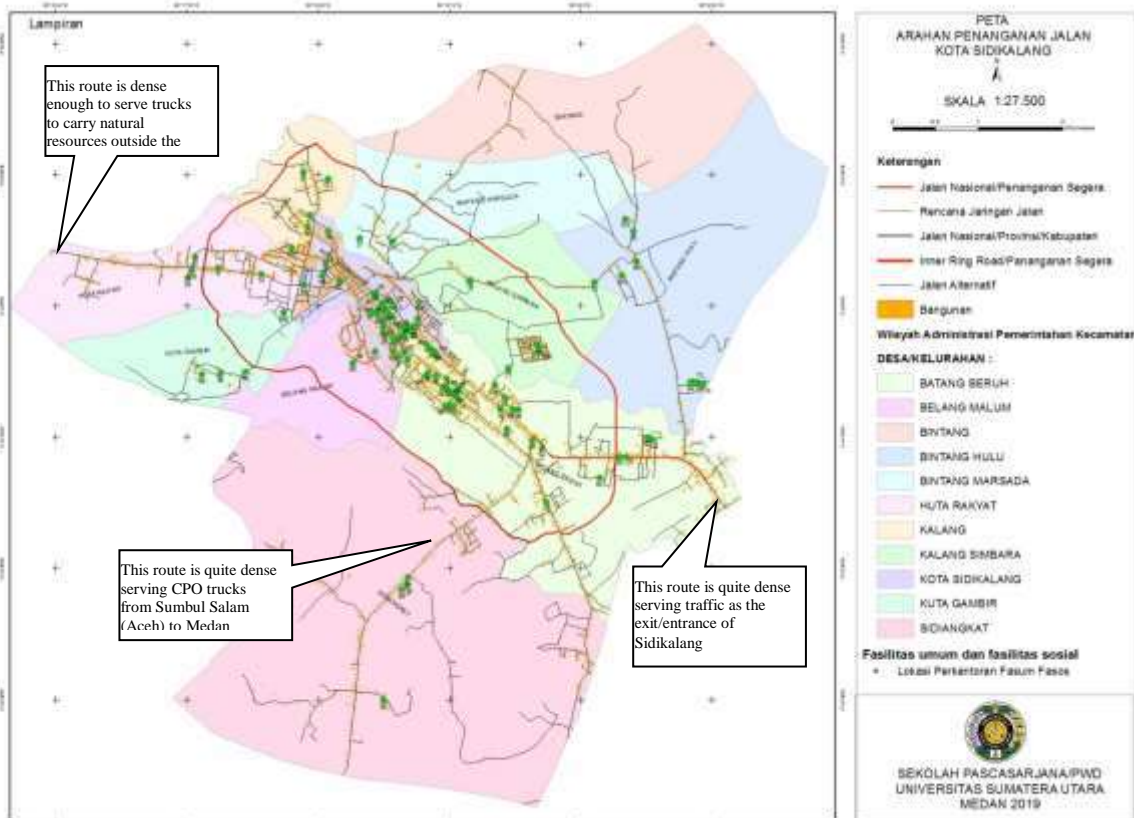 Lampiran
This route is dense
enough to serve trucks
to carry natural
resources outside the
This route is quite dense
serving CPO trucks
from Sumbul Salam
(Aceh) to Medan
This route is quite dense
serving traffic as the
exit/entrance of
Sidikalang
BINTANG
PETA
ARAHAN PENANGANAN JALAN
KOTA SIDIKALANG
SKALA 1:27.500
Keterangan
Jalan Nasional/Penanganan Segera
Rencana Jaringan Jalan
Jalan Nasional/Provinsi/Kabupaten
Inner Ring Road/Penanganan Segera
Jalan Alternatif
Bangunan
Wilayah Administrasi Pemerintahan Kecamatan
DESA/KELURAHAN :
BATANG BERUH
BELANG MALUM
BINTANG
BINTANG HULU
BINTANG MARSADA
HUTA RAKYAT
KALANG
KALANG SIMBARA
KOTA SIDIKALANG
KUTA GAMBIR
SIDIANGKAT
Fasilitas umum dan fasilitas sosial
Lokasi Perkantoran Fasum Fasos
SEKOLAH PASCASARJANA/PWD
UNIVERSITAS SUMATERA UTARA
MEDAN 2019